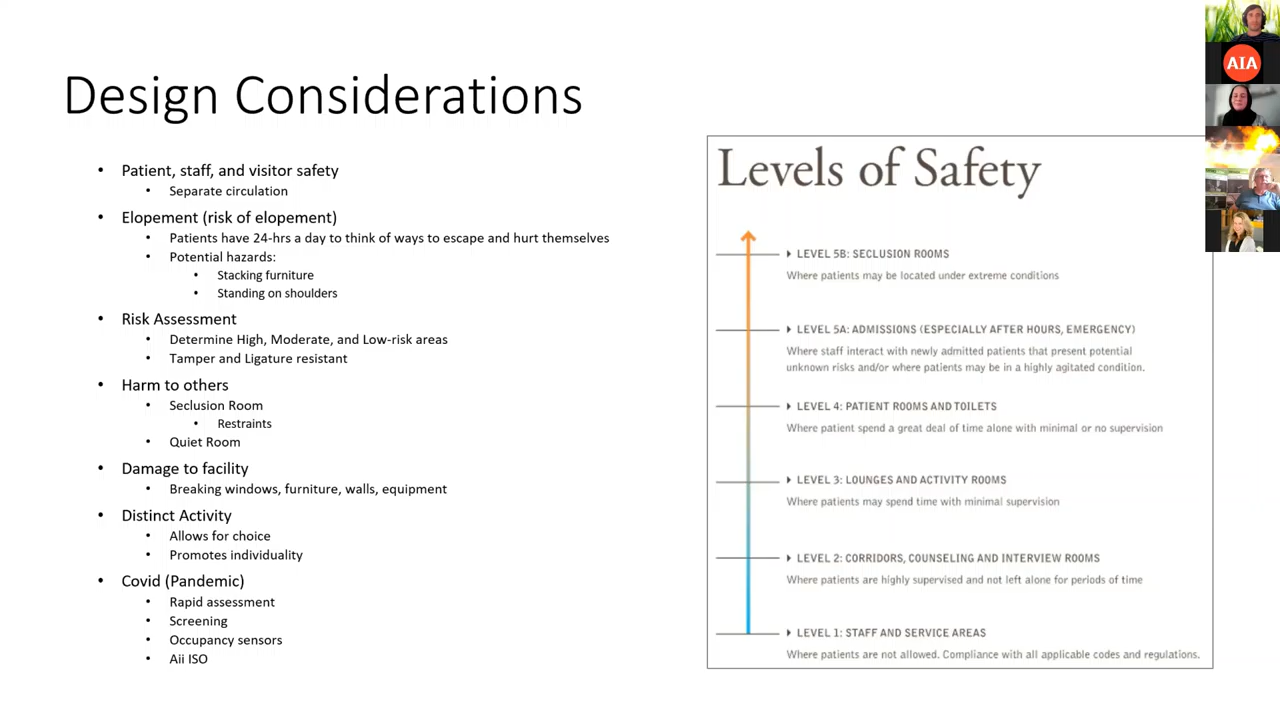 Design Considerations
• Patient, staff, and visitor safety
• Separate circulation
• Elopement (risk of elopement)
• Patients have 24-hrs a day to think of ways to escape and hurt themselves
• Potential hazards:
• Stacking furniture
• Standing on shoulders
• Risk Assessment
• Determine High, Moderate, and Low-risk areas
• Tamper and Ligature resistant
• Harm to others
• Seclusion Room
• Restraints
• Quiet Room
• Damage to facility
• Breaking windows, furniture, walls, equipment
• Distinct Activity
• Allows for choice
• Promotes individuality
• Covid (Pandemic)
• Rapid assessment
• Screening
• Occupancy sensors
• Aii ISO
Levels of Safety
LEVEL 5B: SECLUSION ROOMS
Where patients may be located under extreme conditions
LEVEL 5A: ADMISSIONS (ESPECIALLY AFTER HOURS, EMERGENCY)
Where staff interact with newly admitted patients that present potential
unknown risks and/or where patients may be in a highly agitated condition.
LEVEL 4: PATIENT ROOMS AND TOILETS
Where patient spend a great deal of time alone with minimal or no supervision
LEVEL 3: LOUNGES AND ACTIVITY ROOMS
Where patients may spend time with minimal supervision
LEVEL 2: CORRIDORS, COUNSELING AND INTERVIEW ROOMS
Where patients are highly supervised and not left alone for periods of time
LEVEL 1: STAFF AND SERVICE AREAS
Where patients are not allowed. Compliance with all applicable codes and regulations.
AIA